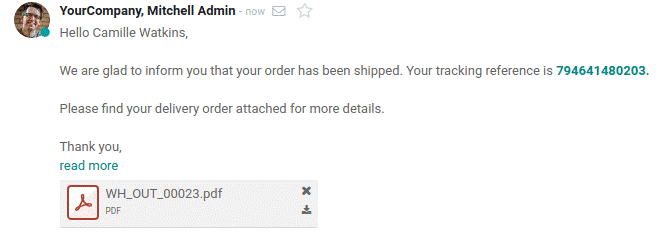 YourCompany, Mitchell Admin - now
Hello Camille Watkins,
We are glad to inform you that your order has been shipped. Your tracking reference is 794641480203.
Please find your delivery order attached for more details.
Thank you,
read more
WH_OUT_00023.pdf
PDF